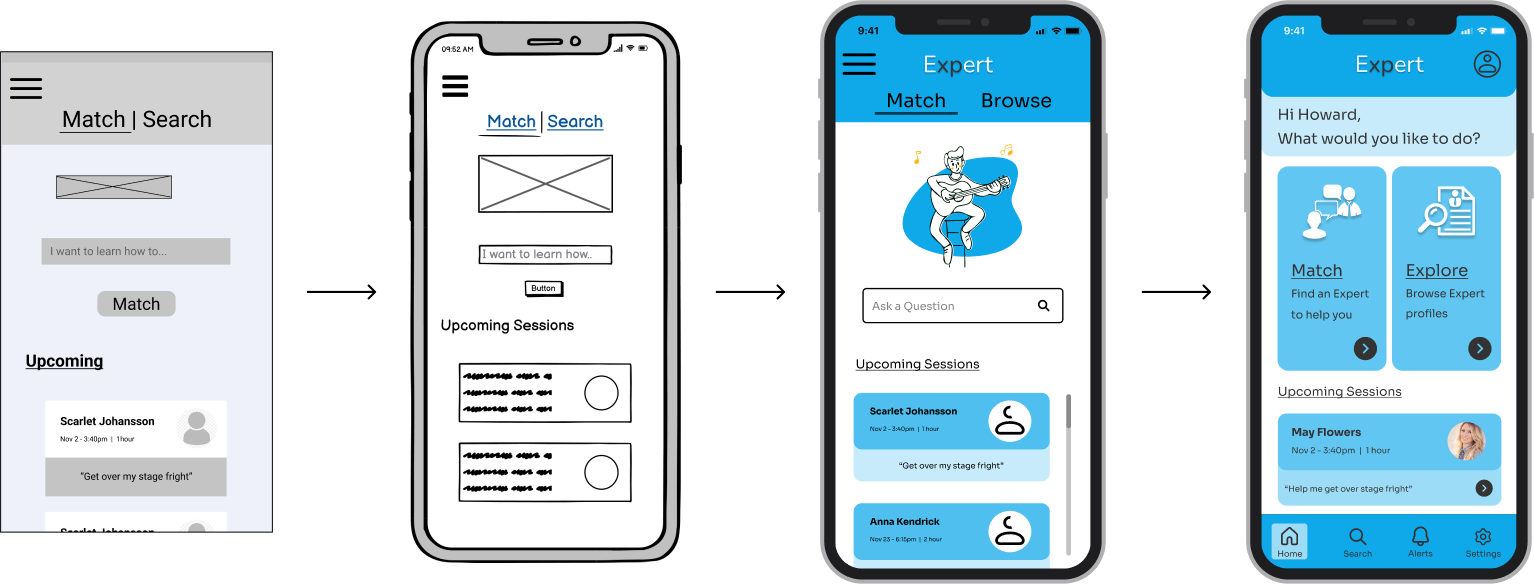 Match | Search
I want to learn how to...
Match
Upcoming
Scarlet Johansson
Nov 2 - 3:40pm | 1 hour
“Get over my stage fright”
Scarlet Johansson
09:52 AM
Match | Search
I want to learn how..
Button
Upcoming Sessions
9:41
Expert
Match Browse
Ask a Question
Upcoming Sessions
Scarlet Johansson
Nov 2 - 3:40pm | 1 hour
“Get over my stage fright”
Anna Kendrick
Nov 23 - 6:15pm | 2 hour
9:41
Expert
Hi Howard,
What would you like to do?
Match
Find an Expert
to help you
Explore
Browse Expert
profiles
Upcoming Sessions
May Flowers
Nov 2 - 3:40pm | 1 hour
“Help me get over stage fright”
Home Search Alerts Settings